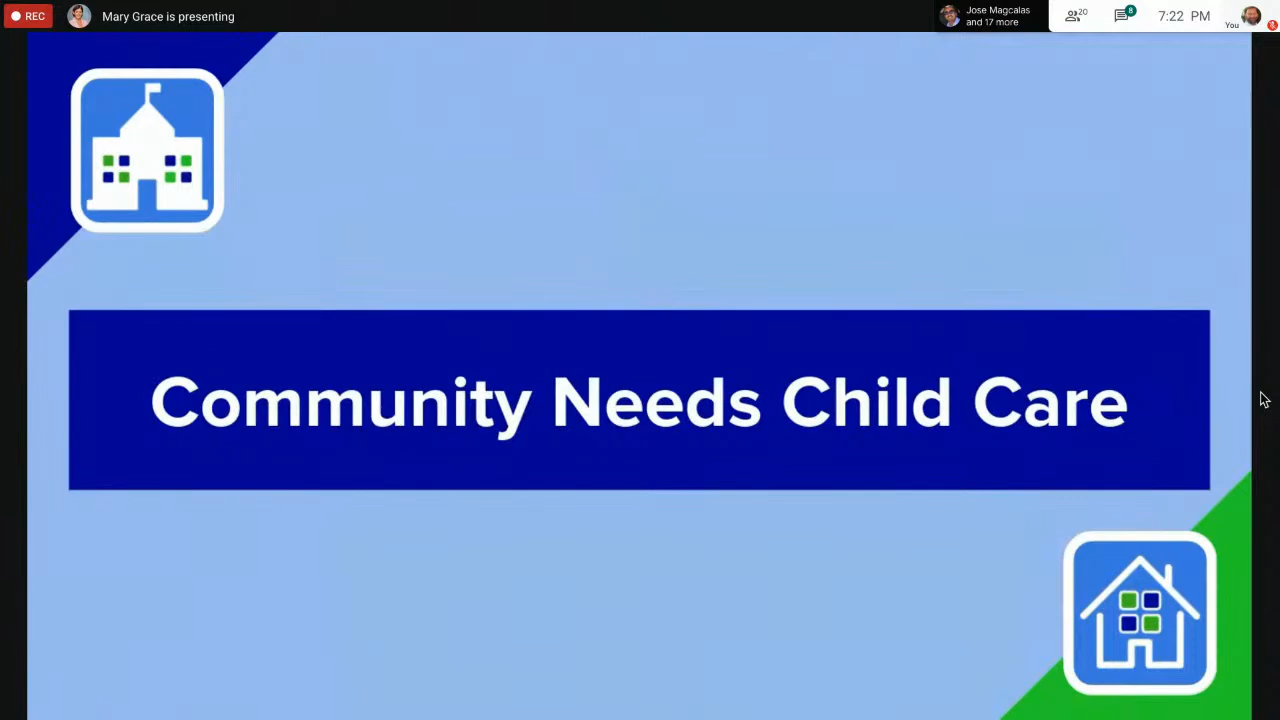 REC
Mary Grace is presenting
Jose Magcalas
and 17 more
20
8
7:22 PM
You
Community Needs Child Care